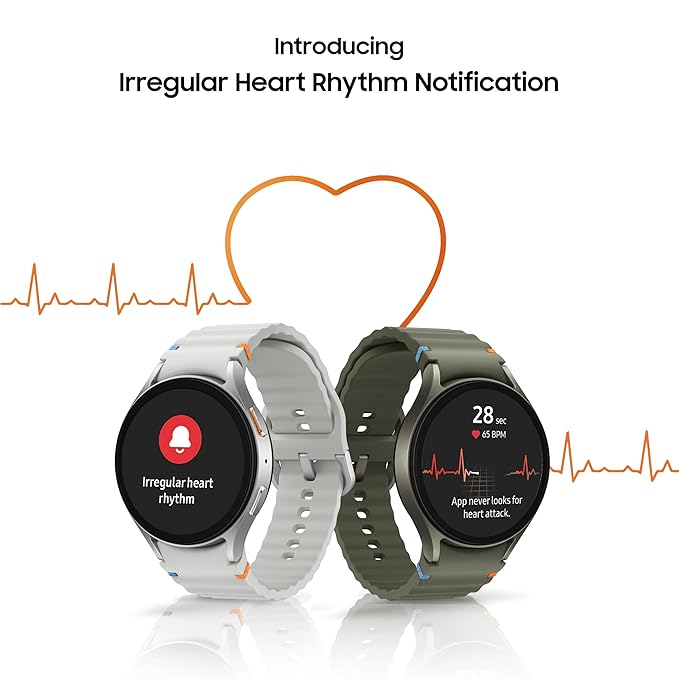 Introducing
Irregular Heart Rhythm Notification
28 sec
65 BPM
App never looks for
heart attack.
Irregular heart
rhythm